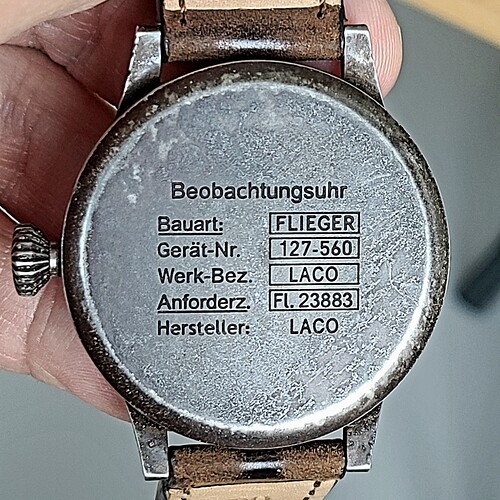 Beobachtungsuhr
Bauart: FLIEGER
Gerät-Nr. 127-560
Werk-Bez. LACO
Anforderz. Fl. 23883
Hersteller: LACO